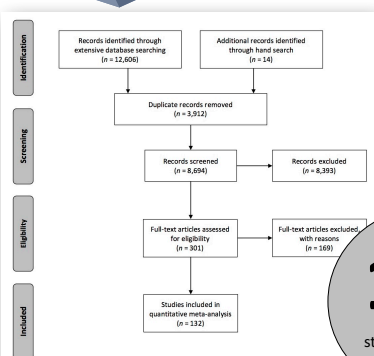 Identification
Records identified through
extensive database searching
(n = 12,606)
Additional records identified
through hand search
(n = 14)
Duplicate records removed
(n = 3,912)
Screening
Records screened
(n = 8,694)
Records excluded
(n = 8,393)
Eligibility
Full-text articles assessed
for eligibility
(n = 301)
Full-text articles excluded,
with reasons
(n = 169)
Included
Studies included in
quantitative meta-analysis
(n = 132)